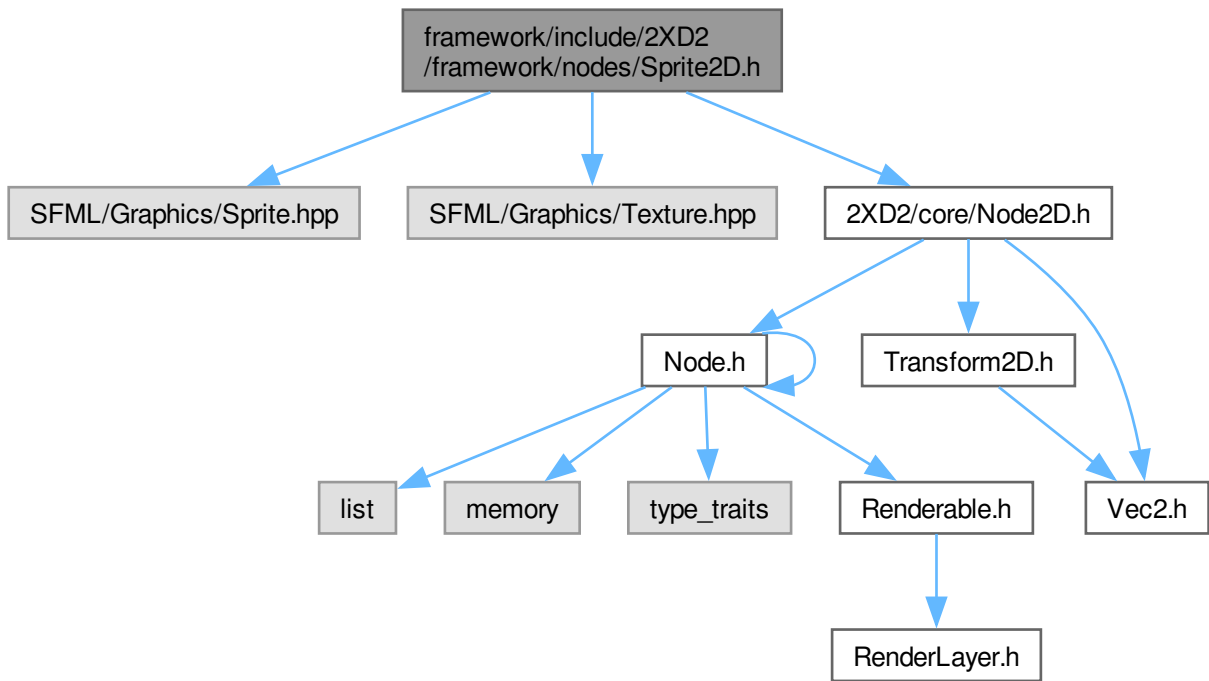 framework/include/2XD2
/framework/nodes/Sprite2D.h
SFML/Graphics/Sprite.hpp
SFML/Graphics/Texture.hpp
2XD2/core/Node2D.h
Node.h
Transform2D.h
list
memory
type_traits
Renderable.h
Vec2.h
RenderLayer.h